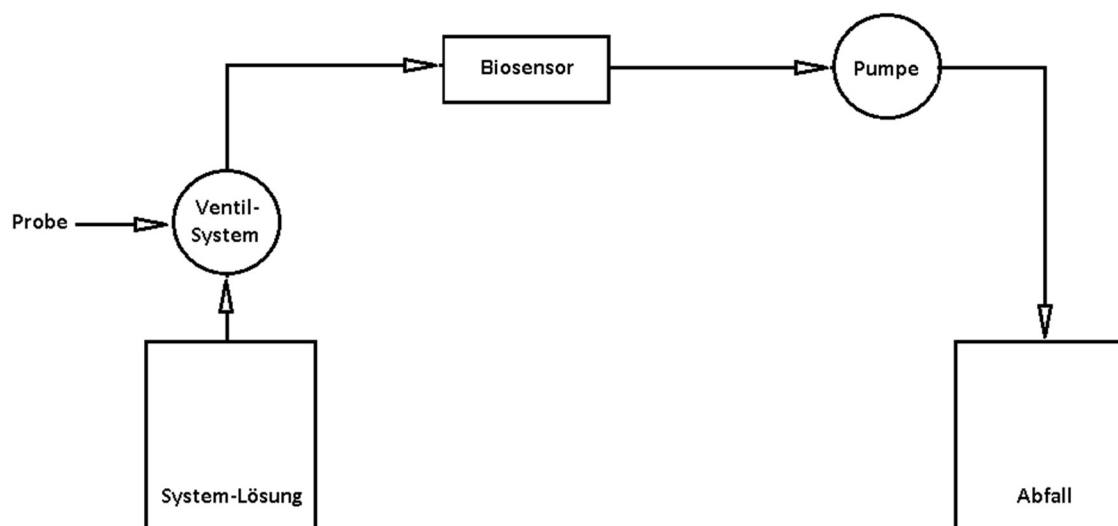 Biosensor
Pumpe
Probe
Ventil-
System
System-Lösung
Abfall